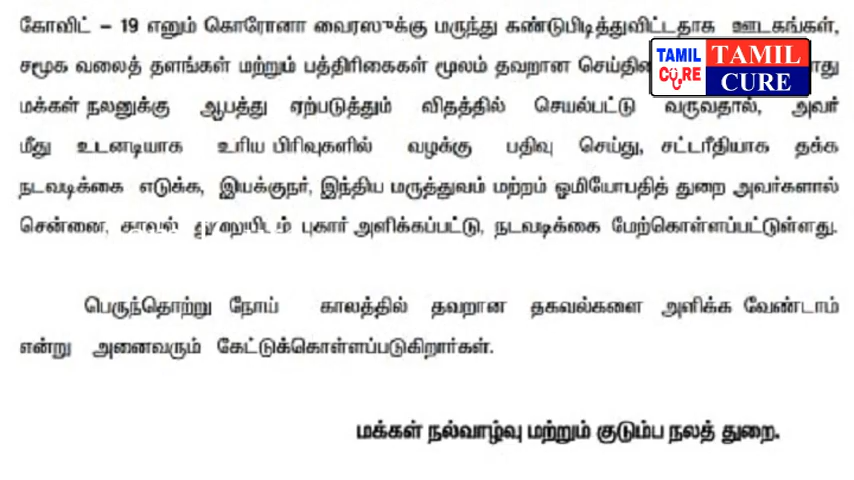 கோவிட் – 19 எனும் கொரோனா வைரஸுக்கு மருந்து கண்டுபிடித்துவிட்டதாக ஊடகங்கள்,
சமூக வலைத் தளங்கள் மற்றும் பத்திரிகைகள் மூலம் தவறான
TAMIL CURE
TAMIL CURE
மக்கள் நலனுக்கு ஆபத்து ஏற்படுத்தும் விதத்தில் செயல்பட்டு வருவதால், அவர்
மீது உடனடியாக உரிய பிரிவுகளில் வழக்கு பதிவு செய்து, சட்டரீதியாக தக்க
நடவடிக்கை எடுக்க, இயக்குநர், இந்திய மருத்துவம் மற்றம் ஓமியோபதித் துறை அவர்களால்
சென்னை, காவல் துறையிடம் புகார் அளிக்கப்பட்டு, நடவடிக்கை மேற்கொள்ளப்பட்டுள்ளது.
பெருந்தொற்று நோய் காலத்தில் தவறான தகவல்களை அளிக்க வேண்டாம்
என்று அனைவரும் கேட்டுக்கொள்ளப்படுகிறார்கள்.
மக்கள் நல்வாழ்வு மற்றும் குடும்ப நலத் துறை.